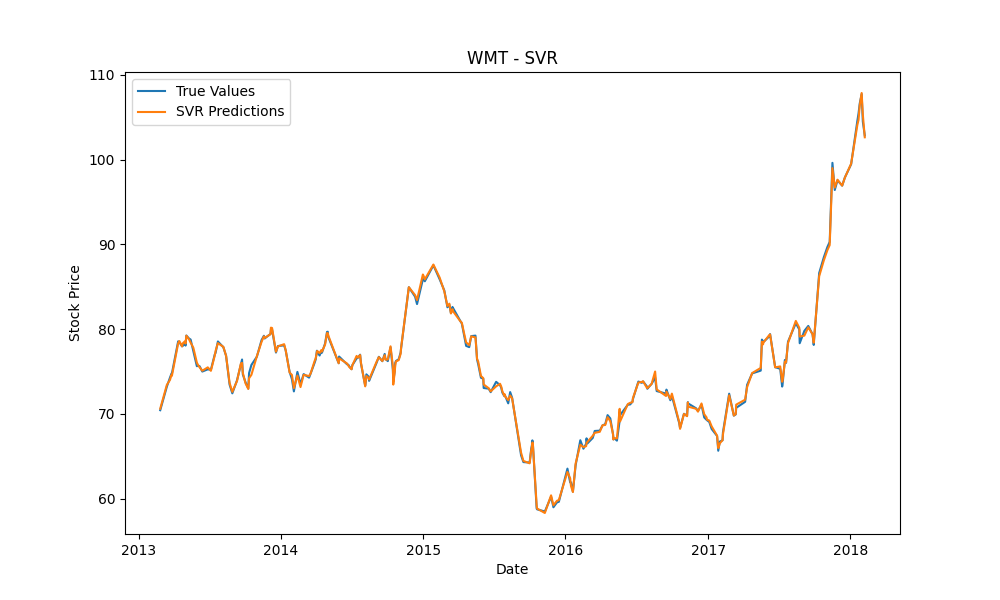 WMT - SVR
True Values
SVR Predictions
110
100
90
80
70
60
Stock Price
2013 2014 2015 2016 2017 2018
Date